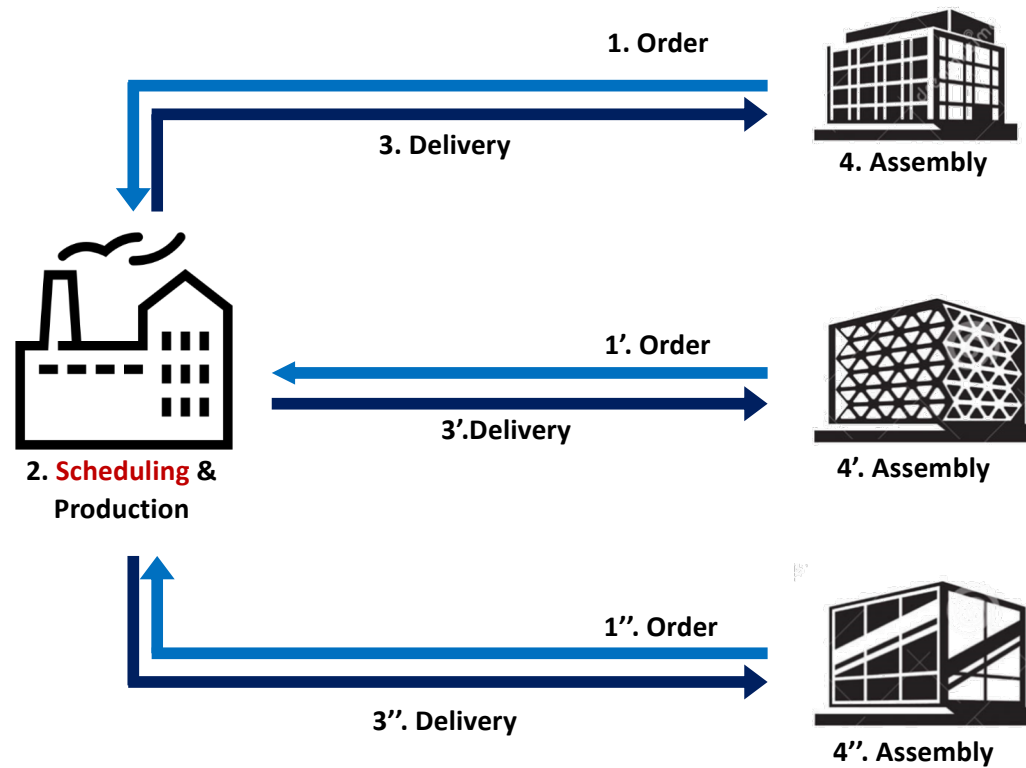 1. Order
3. Delivery
4. Assembly
1’. Order
3’.Delivery
4’. Assembly
2. Scheduling &
Production
1’’. Order
3’’. Delivery
4’’. Assembly